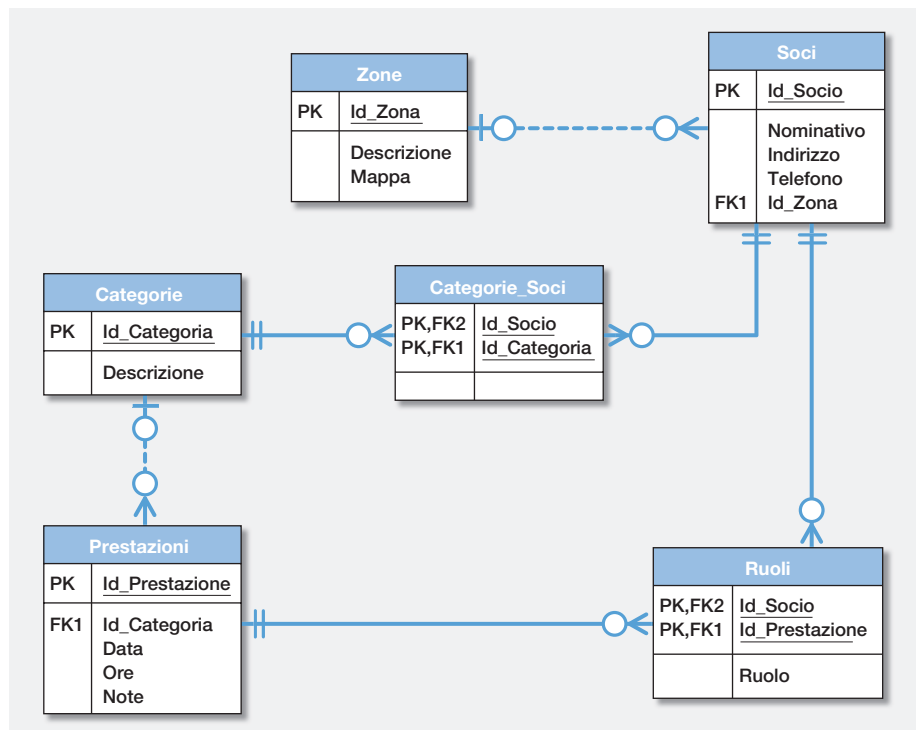 Zone
PK Id_Zona
Descrizione
Mappa
Soci
PK Id_Socio
Nominativo
Indirizzo
Telefono
FK1 Id_Zona
Categorie
PK Id_Categoria
Descrizione
Categorie_Soci
PK,FK2 Id_Socio
PK,FK1 Id_Categoria
Prestazioni
PK Id_Prestazione
FK1 Id_Categoria
Data
Ore
Note
Ruoli
PK,FK2 Id_Socio
PK,FK1 Id_Prestazione
Ruolo